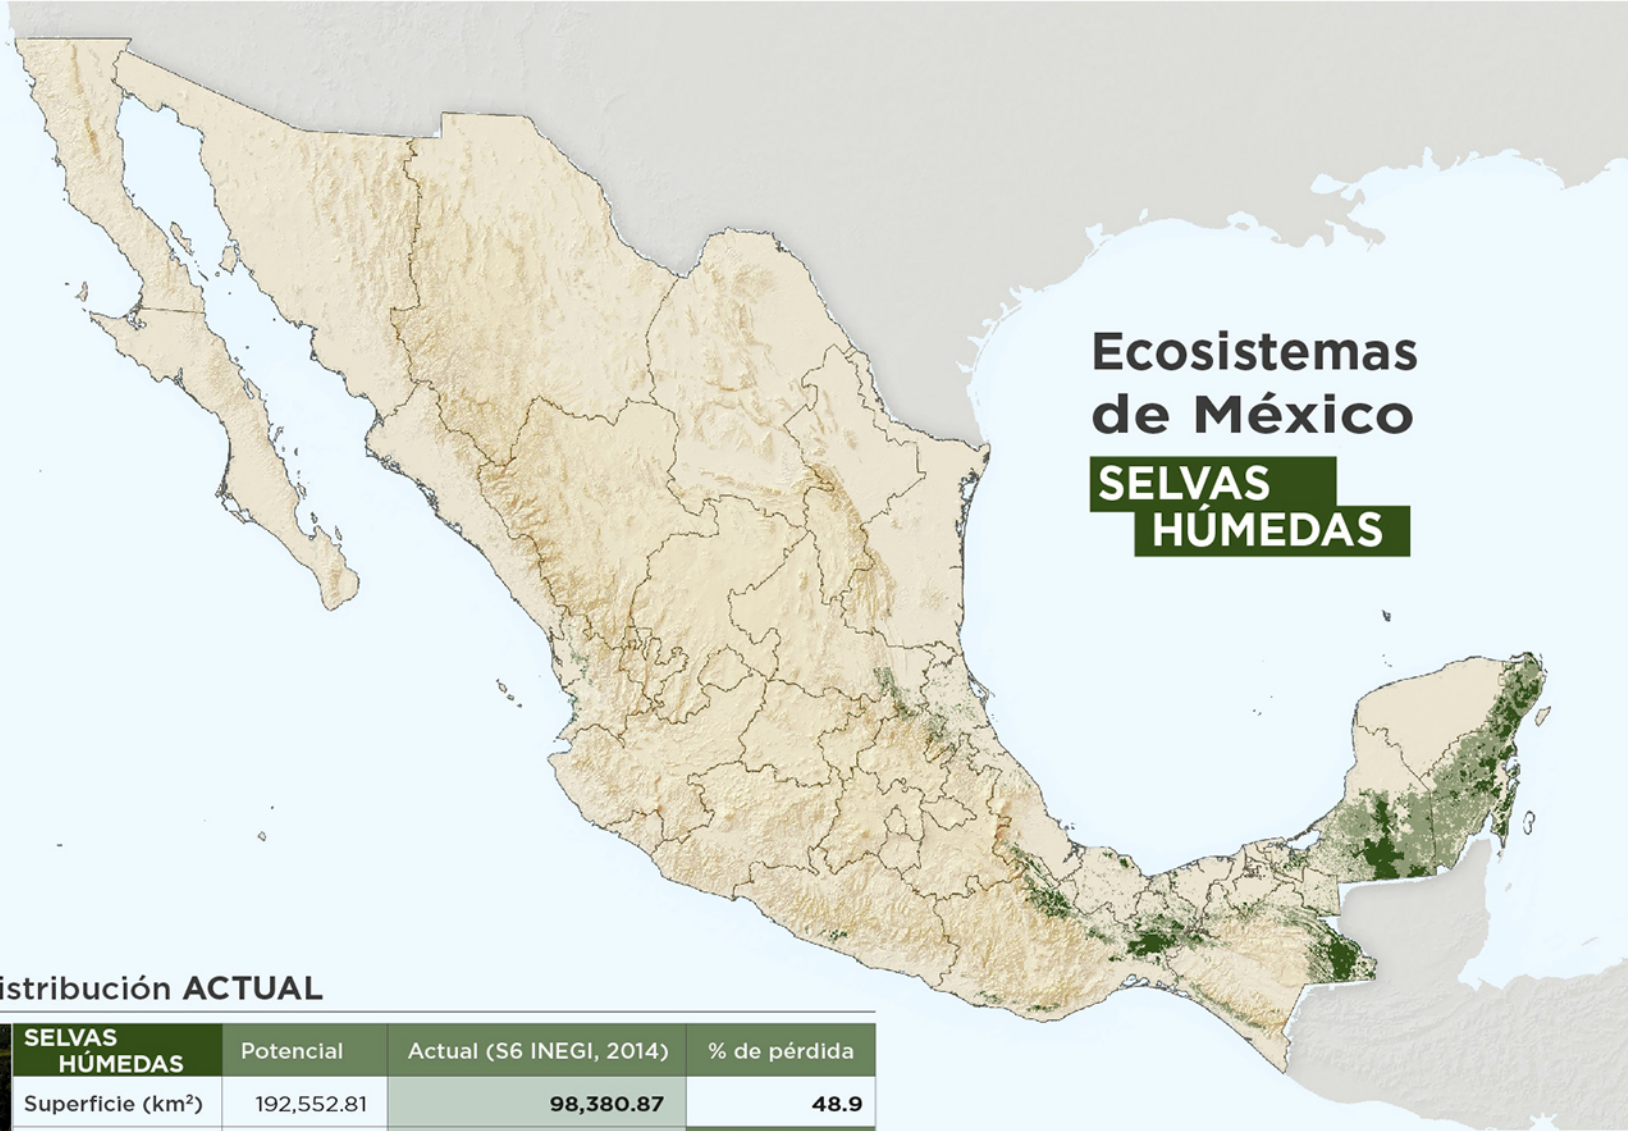 Ecosistemas
de México
SELVAS
HÚMEDAS
istribución ACTUAL
SELVAS
HÚMEDAS
Potencial
Actual (S6 INEGI, 2014)
% de pérdida
Superficie (km²)
192,552.81
98,380.87
48.9